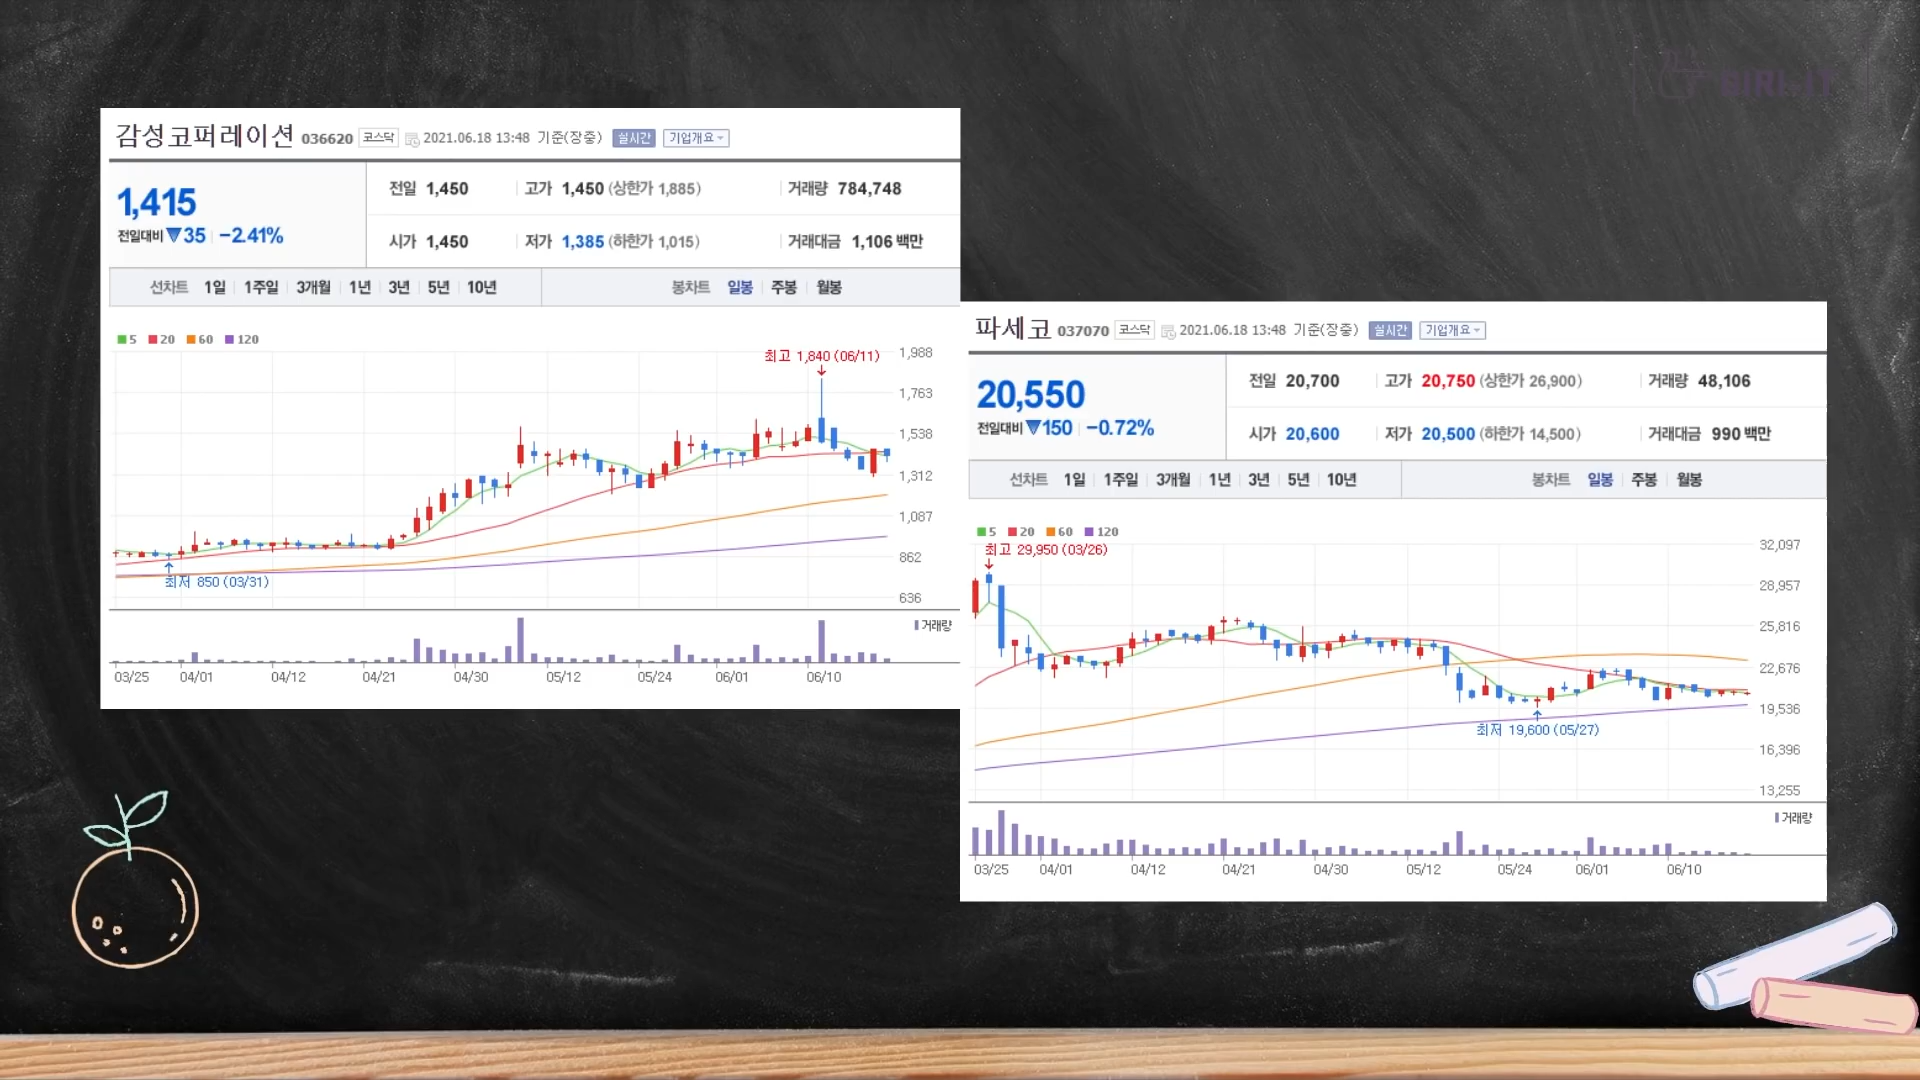 감성코퍼레이션 036620 코스닥 2021.06.18 13:48 기준(장중) 실시간 기업개요
1,415
전일대비 ▼35 -2.41%
전일 1,450 고가 1,450 (상한가 1,885) 거래량 784,748
시가 1,450 저가 1,385 (하한가 1,015) 거래대금 1,106 백만
선차트 1일 1주일 3개월 1년 3년 5년 10년 봉차트 일봉 주봉 월봉
5 20 60 120
최고 1,840 (06/11)
1,988
1,763
1,538
1,312
1,087
862
최저 850 (03/31)
636
거래량
03/25 04/01 04/12 04/21 04/30 05/12 05/24 06/01 06/10
파세코 037070 코스닥 2021.06.18 13:48 기준(장중) 실시간 기업개요
20,550
전일대비 ▼150 -0.72%
전일 20,700 고가 20,750 (상한가 26,900) 거래량 48,106
시가 20,600 저가 20,500 (하한가 14,500) 거래대금 990 백만
선차트 1일 1주일 3개월 1년 3년 5년 10년 봉차트 일봉 주봉 월봉
5 20 60 120
최고 29,950 (03/26)
32,097
28,957
25,816
22,676
19,536
최저 19,600 (05/27)
16,396
13,255
거래량
03/25 04/01 04/12 04/21 04/30 05/12 05/24 06/01 06/10